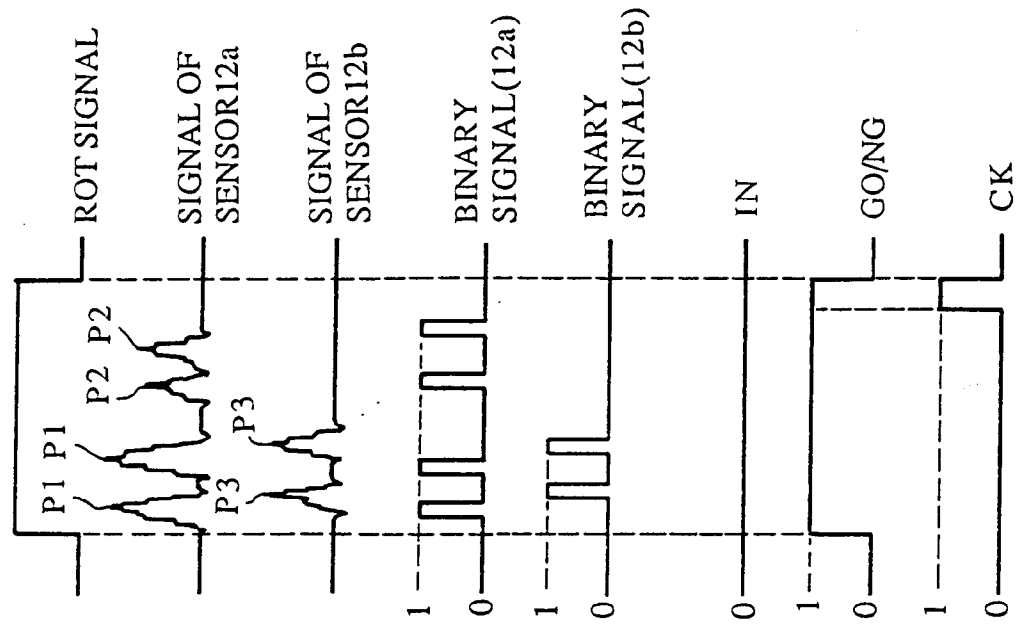 ROT SIGNAL
P1
P1
P2
P2
SIGNAL OF
SENSOR12a
P3
P3
SIGNAL OF
SENSOR12b
1
0
BINARY
SIGNAL(12a)
1
0
BINARY
SIGNAL(12b)
0
IN
1
0
GO/NG
1
0
CK